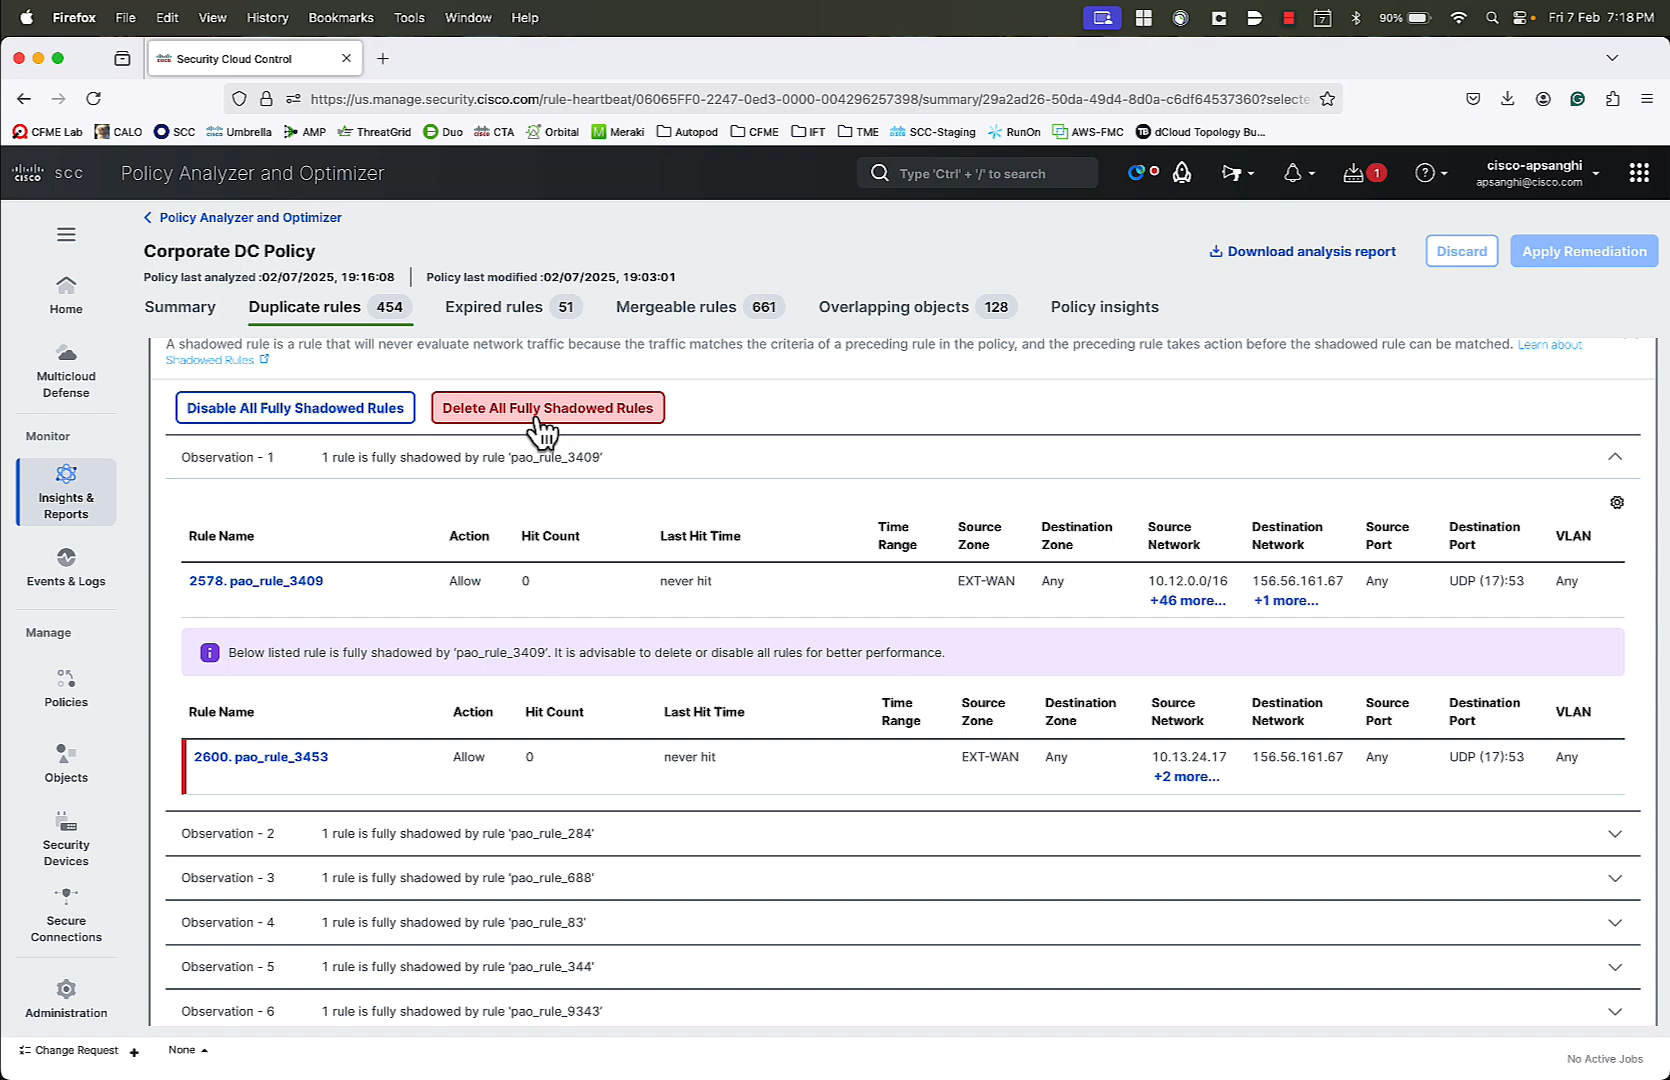 Firefox File Edit View History Bookmarks Tools Window Help 7 90% Fri 7 Feb 7:18 PM
Security Cloud Control
https://us.manage.security.cisco.com/rule-heartbeat/06065FF0-2247-0ed3-0000-004296257398/summary/29a2ad26-50da-49d4-8d0a-c6df64537360?selecte
CFME Lab CALO SCC Umbrella AMP ThreatGrid Duo CTA Orbital Meraki Autopod CFME IFT TME SCC-Staging RunOn AWS-FMC dCloud Topology Bu...
CISCO SCC Policy Analyzer and Optimizer Type 'Ctrl' + '/' to search 1 cisco-apsanghi
apsanghi@cisco.com
Policy Analyzer and Optimizer
Corporate DC Policy Download analysis report Discard Apply Remediation
Policy last analyzed :02/07/2025, 19:16:08 Policy last modified :02/07/2025, 19:03:01
Summary Duplicate rules 454 Expired rules 51 Mergeable rules 661 Overlapping objects 128 Policy insights
Home
Multicloud
Defense
Monitor
Insights &
Reports
Events & Logs
Manage
Policies
Objects
Security
Devices
Secure
Connections
Administration
A shadowed rule is a rule that will never evaluate network traffic because the traffic matches the criteria of a preceding rule in the policy, and the preceding rule takes action before the shadowed rule can be matched. Learn about
Shadowed Rules
Disable All Fully Shadowed Rules Delete All Fully Shadowed Rules
Observation - 1 1 rule is fully shadowed by rule 'pao_rule_3409'
Rule Name Action Hit Count Last Hit Time Time Range Source Zone Destination Zone Source Network Destination Network Source Port Destination Port VLAN
2578. pao_rule_3409 Allow 0 never hit EXT-WAN Any 10.12.0.0/16 156.56.161.67 Any UDP (17):53 Any
+46 more... +1 more...
Below listed rule is fully shadowed by 'pao_rule_3409'. It is advisable to delete or disable all rules for better performance.
Rule Name Action Hit Count Last Hit Time Time Range Source Zone Destination Zone Source Network Destination Network Source Port Destination Port VLAN
2600. pao_rule_3453 Allow 0 never hit EXT-WAN Any 10.13.24.17 156.56.161.67 Any UDP (17):53 Any
+2 more...
Observation - 2 1 rule is fully shadowed by rule 'pao_rule_284'
Observation - 3 1 rule is fully shadowed by rule 'pao_rule_688'
Observation - 4 1 rule is fully shadowed by rule 'pao_rule_83'
Observation - 5 1 rule is fully shadowed by rule 'pao_rule_344'
Observation - 6 1 rule is fully shadowed by rule 'pao_rule_9343'
Change Request + None
No Active Jobs